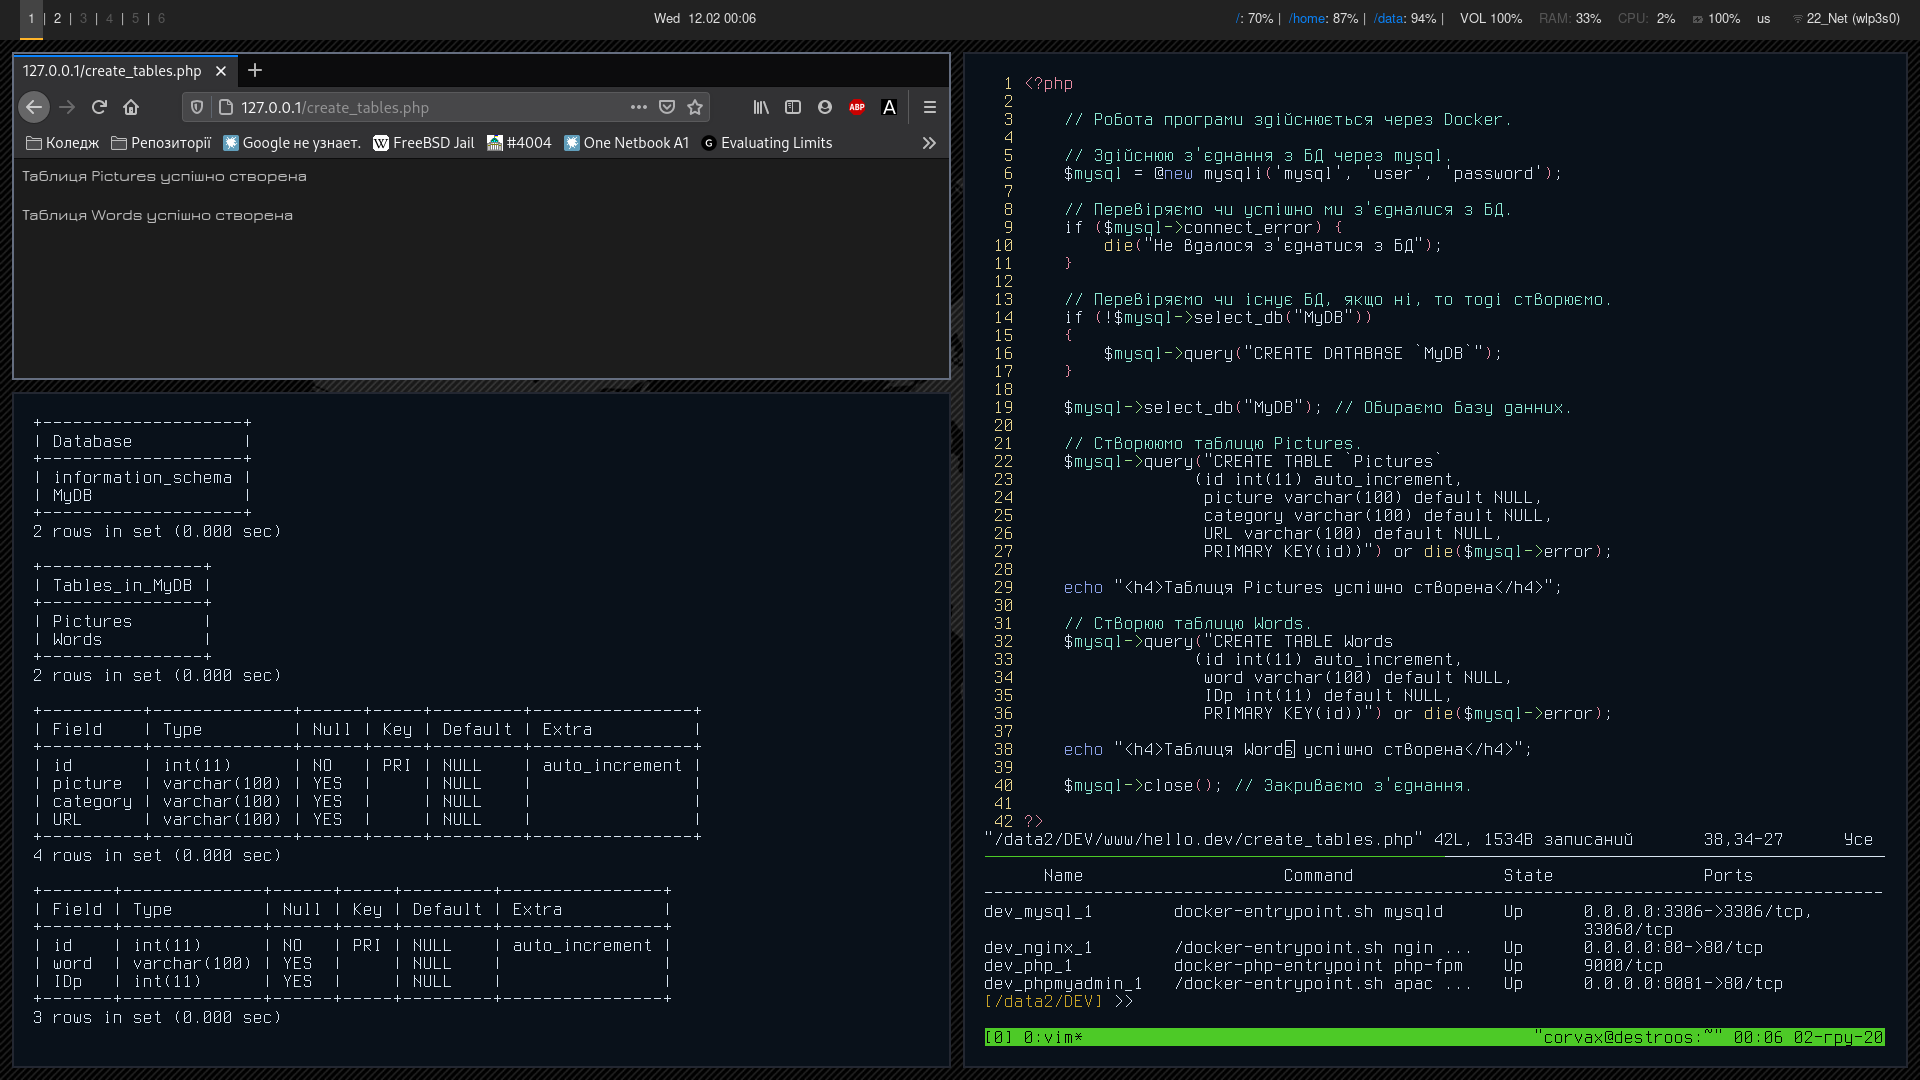 1 | 2 | 3 | 4 | 5 | 6
Wed 12.02 00:06
/: 70% | /home: 87% | /data: 94% | VOL 100% RAM: 33% CPU: 2% 100% us 22_Net (wlp3s0)
127.0.0.1/create_tables.php
127.0.0.1/create_tables.php
ABP A
Коледж Репозиторії Google не узнает. FreeBSD Jail #4004 One Netbook A1 Evaluating Limits
Таблиця Pictures успішно створена
Таблиця Words успішно створена
+--------------------+
| Database           |
+--------------------+
| information_schema |
| MyDB               |
+--------------------+
2 rows in set (0.000 sec)
+----------------+
| Tables_in_MyDB |
+----------------+
| Pictures       |
| Words          |
+----------------+
2 rows in set (0.000 sec)
+----------+--------------+------+-----+---------+----------------+
| Field    | Type         | Null | Key | Default | Extra          |
+----------+--------------+------+-----+---------+----------------+
| id       | int(11)      | NO   | PRI | NULL    | auto_increment |
| picture  | varchar(100) | YES  |     | NULL    |                |
| category | varchar(100) | YES  |     | NULL    |                |
| URL      | varchar(100) | YES  |     | NULL    |                |
+----------+--------------+------+-----+---------+----------------+
4 rows in set (0.000 sec)
+-------+--------------+------+-----+---------+----------------+
| Field | Type         | Null | Key | Default | Extra          |
+-------+--------------+------+-----+---------+----------------+
| id    | int(11)      | NO   | PRI | NULL    | auto_increment |
| word  | varchar(100) | YES  |     | NULL    |                |
| IDp   | int(11)      | YES  |     | NULL    |                |
+-------+--------------+------+-----+---------+----------------+
3 rows in set (0.000 sec)
1 <?php
2
3     // Робота програми здійснюється через Docker.
4
5     // Здійснюю з'єднання з БД через mysql.
6     $mysql = @new mysqli('mysql', 'user', 'password');
7
8     // Перевіряємо чи успішно ми з'єдналися з БД.
9     if ($mysql->connect_error) {
10         die("Не вдалося з'єднатися з БД");
11     }
12
13     // Перевіряємо чи існує БД, якщо ні, то тоді створюємо.
14     if (!$mysql->select_db("MyDB"))
15     {
16         $mysql->query("CREATE DATABASE `MyDB`");
17     }
18
19     $mysql->select_db("MyDB"); // Обираємо базу данних.
20
21     // Створююмо таблицю Pictures.
22     $mysql->query("CREATE TABLE `Pictures`
23                  (id int(11) auto_increment,
24                   picture varchar(100) default NULL,
25                   category varchar(100) default NULL,
26                   URL varchar(100) default NULL,
27                   PRIMARY KEY(id))") or die($mysql->error);
28
29     echo "<h4>Таблиця Pictures успішно створена</h4>";
30
31     // Створюю таблицю Words.
32     $mysql->query("CREATE TABLE Words
33                  (id int(11) auto_increment,
34                   word varchar(100) default NULL,
35                   IDp int(11) default NULL,
36                   PRIMARY KEY(id))") or die($mysql->error);
37
38     echo "<h4>Таблиця Words успішно створена</h4>";
39
40     $mysql->close(); // Закриваємо з'єднання.
41
42 ?>
"/data2/DEV/www/hello.dev/create_tables.php" 42L, 1534B записаний 38,34-27 Усе
Name Command State Ports
------------------------------------------------------------------------------------------
dev_mysql_1 docker-entrypoint.sh mysqld Up 0.0.0.0:3306->3306/tcp,
33060/tcp
dev_nginx_1 /docker-entrypoint.sh ngin ... Up 0.0.0.0:80->80/tcp
dev_php_1 docker-php-entrypoint php-fpm Up 9000/tcp
dev_phpmyadmin_1 /docker-entrypoint.sh apac ... Up 0.0.0.0:8081->80/tcp
[/data2/DEV] >>
[0] 0:vim* "corvax@destroos:~" 00:06 02-гру-20